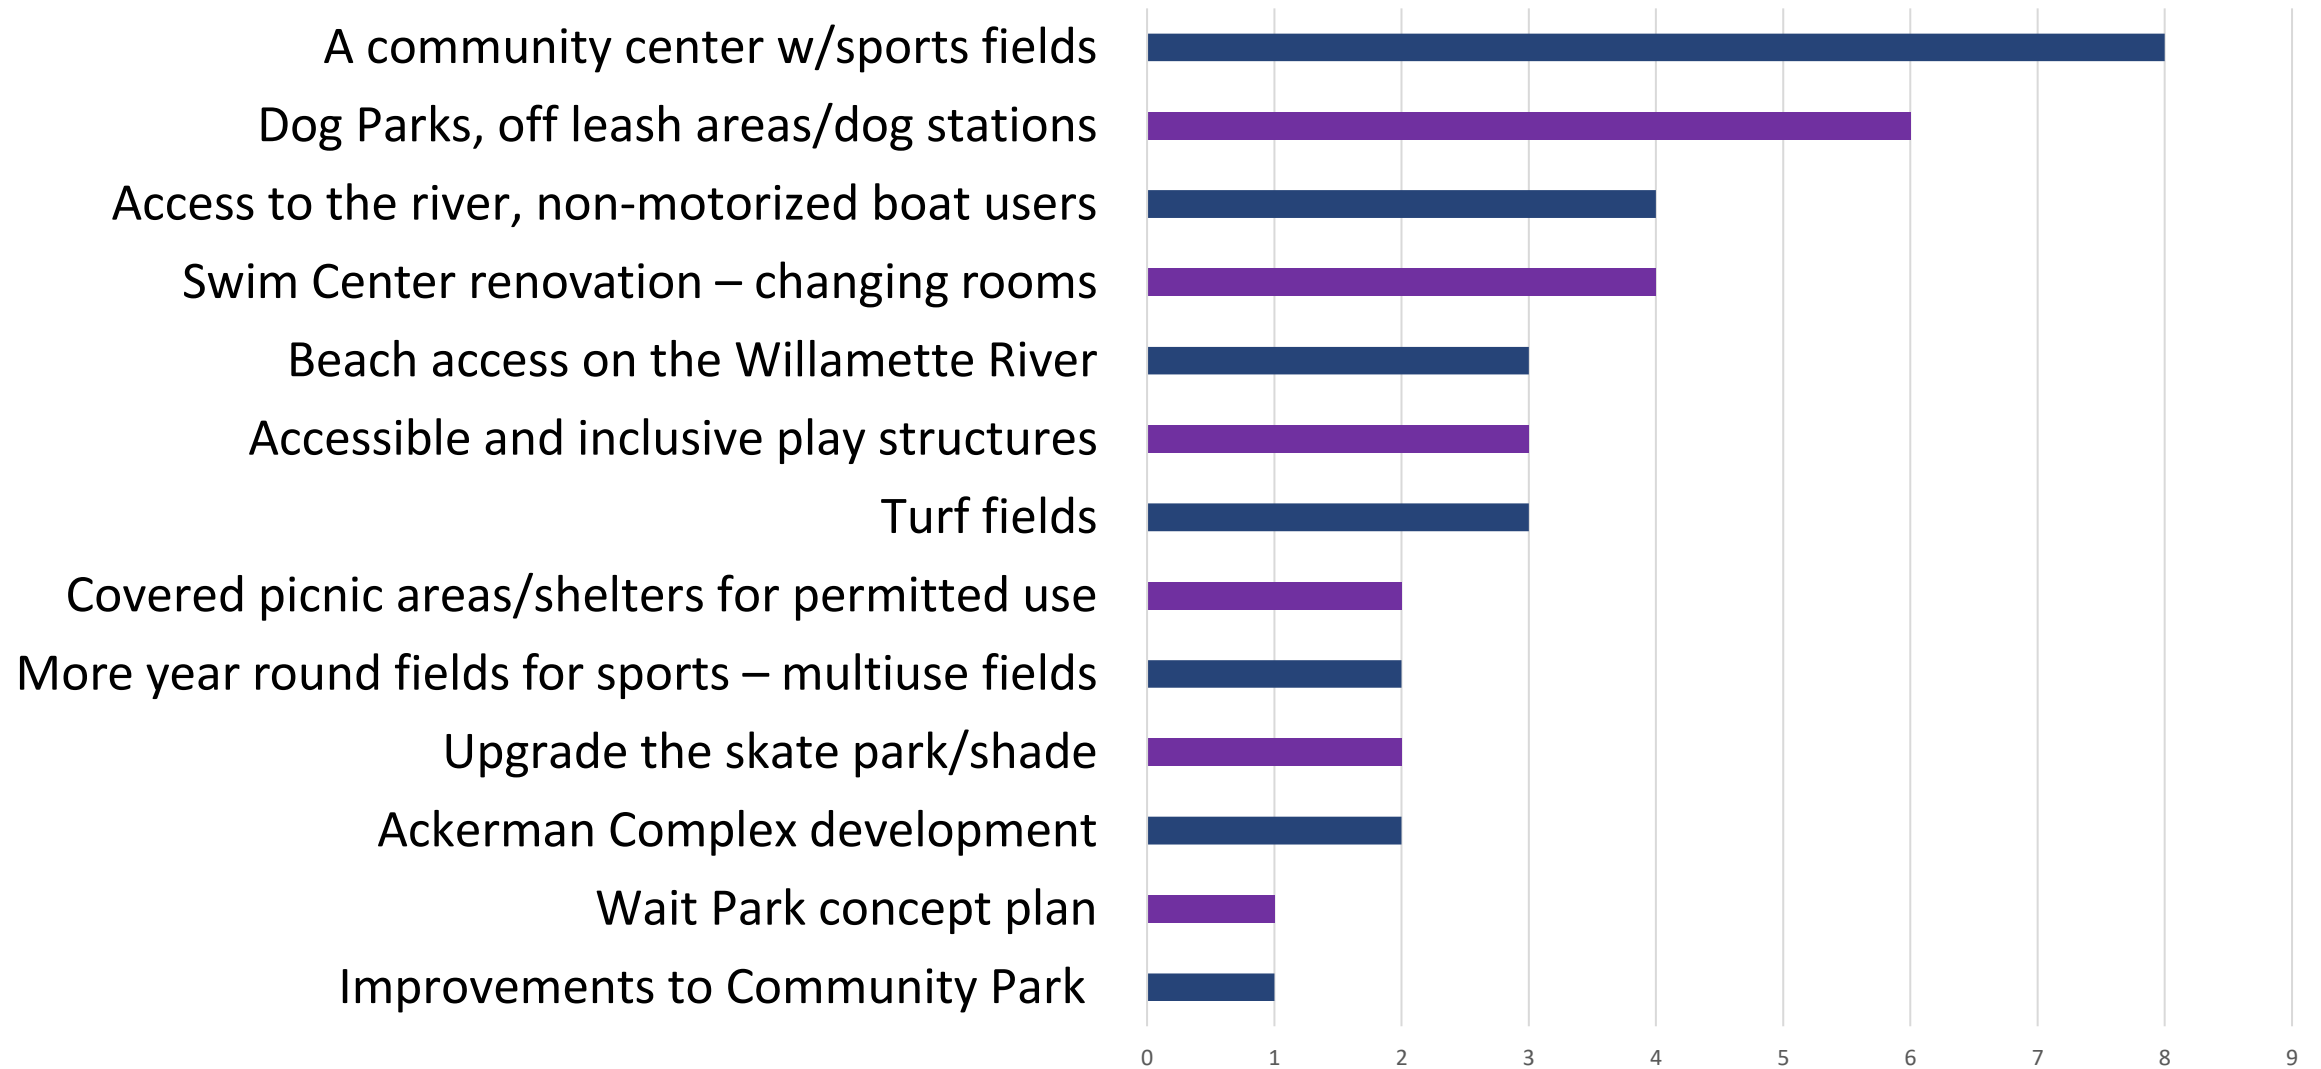 A community center w/sports fields
Dog Parks, off leash areas/dog stations
Access to the river, non-motorized boat users
Swim Center renovation – changing rooms
Beach access on the Willamette River
Accessible and inclusive play structures
Turf fields
Covered picnic areas/shelters for permitted use
More year round fields for sports – multiuse fields
Upgrade the skate park/shade
Ackerman Complex development
Wait Park concept plan
Improvements to Community Park
0 1 2 3 4 5 6 7 8 9